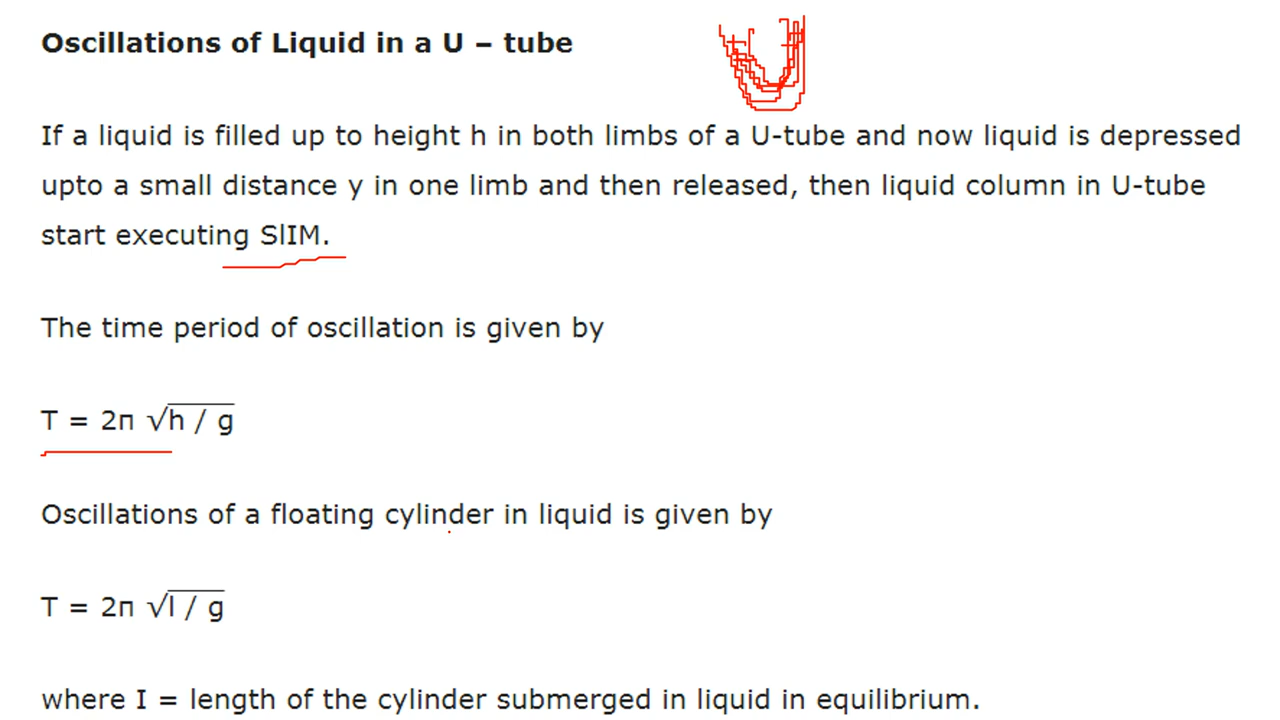 Oscillations of Liquid in a U – tube
If a liquid is filled up to height h in both limbs of a U-tube and now liquid is depressed
upto a small distance y in one limb and then released, then liquid column in U-tube
start executing SlIM.
The time period of oscillation is given by
T = 2п √h / g
Oscillations of a floating cylinder in liquid is given by
T = 2п √l / g
where I = length of the cylinder submerged in liquid in equilibrium.